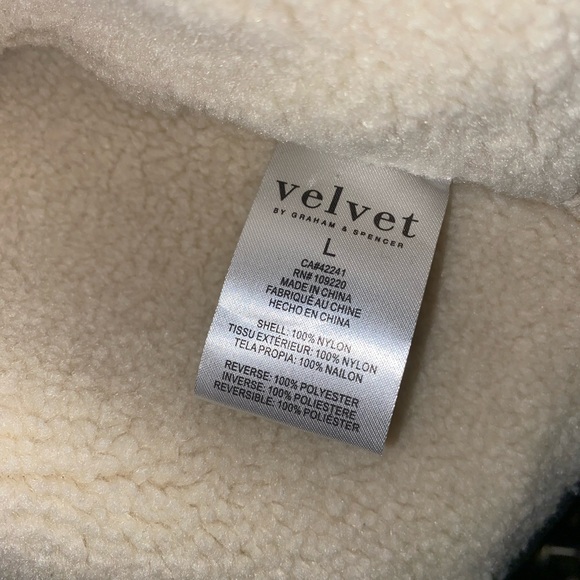 velvet
BY GRAHAM & SPENCER
L
CA#42241
RN# 109220
MADE IN CHINA
FABRIQUÉ AU CHINE
HECHO EN CHINA
SHELL: 100% NYLON
TISSU EXTÉRIEUR: 100% NYLON
TELA PROPIA: 100% NAILON
REVERSE: 100% POLYESTER
INVERSE: 100% POLIESTERE
REVERSIBLE: 100% POLIÉSTER